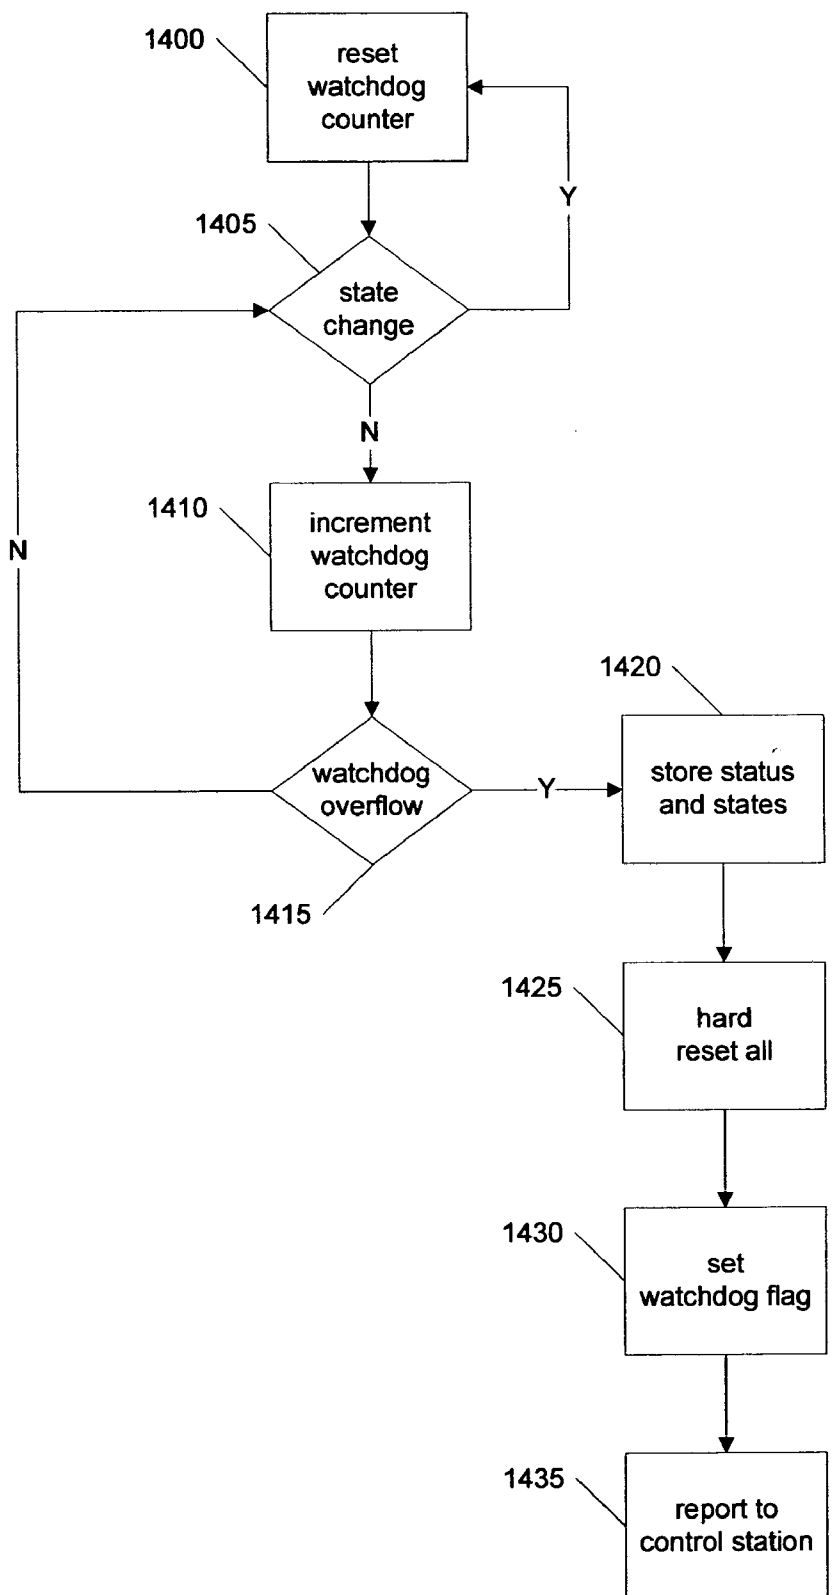 1400
reset
watchdog
counter
Y
1405
state
change
N
1410
increment
watchdog
counter
N
1420
watchdog
overflow
Y
store status
and states
1415
1425
hard
reset all
1430
set
watchdog flag
1435
report to
control station